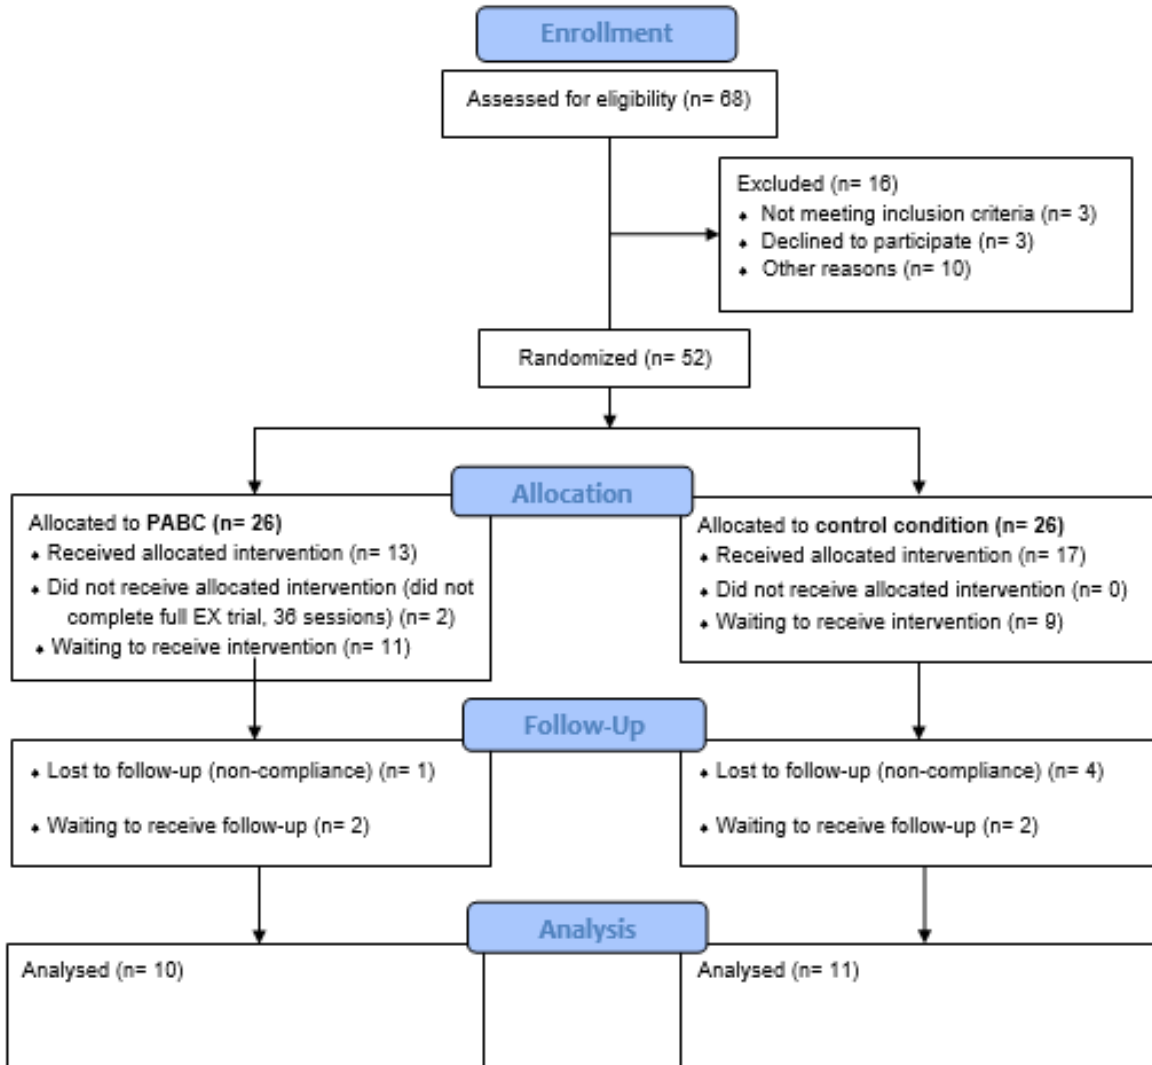 Enrollment
Assessed for eligibility (n= 68)
Excluded (n= 16)
♦ Not meeting inclusion criteria (n= 3)
♦ Declined to participate (n= 3)
♦ Other reasons (n= 10)
Randomized (n= 52)
Allocation
Allocated to PABC (n= 26)
♦ Received allocated intervention (n= 13)
♦ Did not receive allocated intervention (did not
complete full EX trial, 36 sessions) (n= 2)
♦ Waiting to receive intervention (n= 11)
Allocated to control condition (n= 26)
♦ Received allocated intervention (n= 17)
♦ Did not receive allocated intervention (n= 0)
♦ Waiting to receive intervention (n= 9)
Follow-Up
♦ Lost to follow-up (non-compliance) (n= 1)
♦ Waiting to receive follow-up (n= 2)
♦ Lost to follow-up (non-compliance) (n= 4)
♦ Waiting to receive follow-up (n= 2)
Analysis
Analysed (n= 10)
Analysed (n= 11)